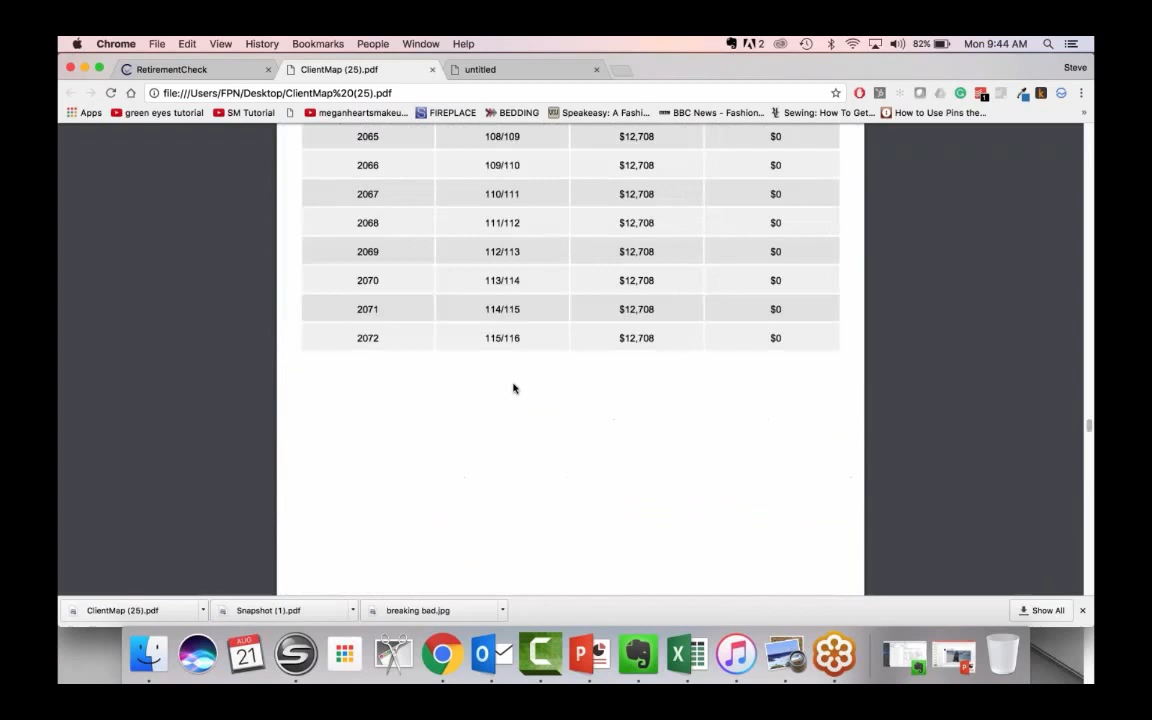 Chrome File Edit View History Bookmarks People Window Help 2 82% Mon 9:44 AM
RetirementCheck × ClientMap (25).pdf × untitled × Steve
file:///Users/FPN/Desktop/ClientMap%20(25).pdf
Apps green eyes tutorial SM Tutorial meganheartsmakeu... FIREPLACE BEDDING Speakeasy: A Fashi... BBC News - Fashion... Sewing: How To Get... How to Use Pins the... »
2065 108/109 $12,708 $0
2066 109/110 $12,708 $0
2067 110/111 $12,708 $0
2068 111/112 $12,708 $0
2069 112/113 $12,708 $0
2070 113/114 $12,708 $0
2071 114/115 $12,708 $0
2072 115/116 $12,708 $0
ClientMap (25).pdf Snapshot (1).pdf breaking bad.jpg Show All ×
AUG
21